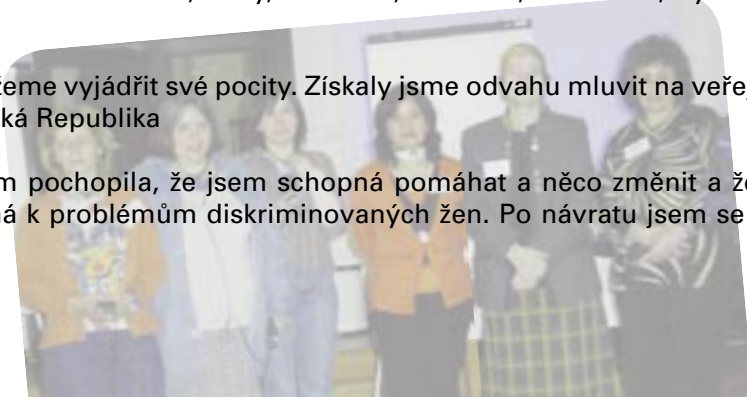 žeme vyjádřit své pocity. Získaly jsme odvahu mluvit na veřej
ká Republika
m pochopila, že jsem schopná pomáhat a něco změnit a že
ná k problémům diskriminovaných žen. Po návratu jsem se